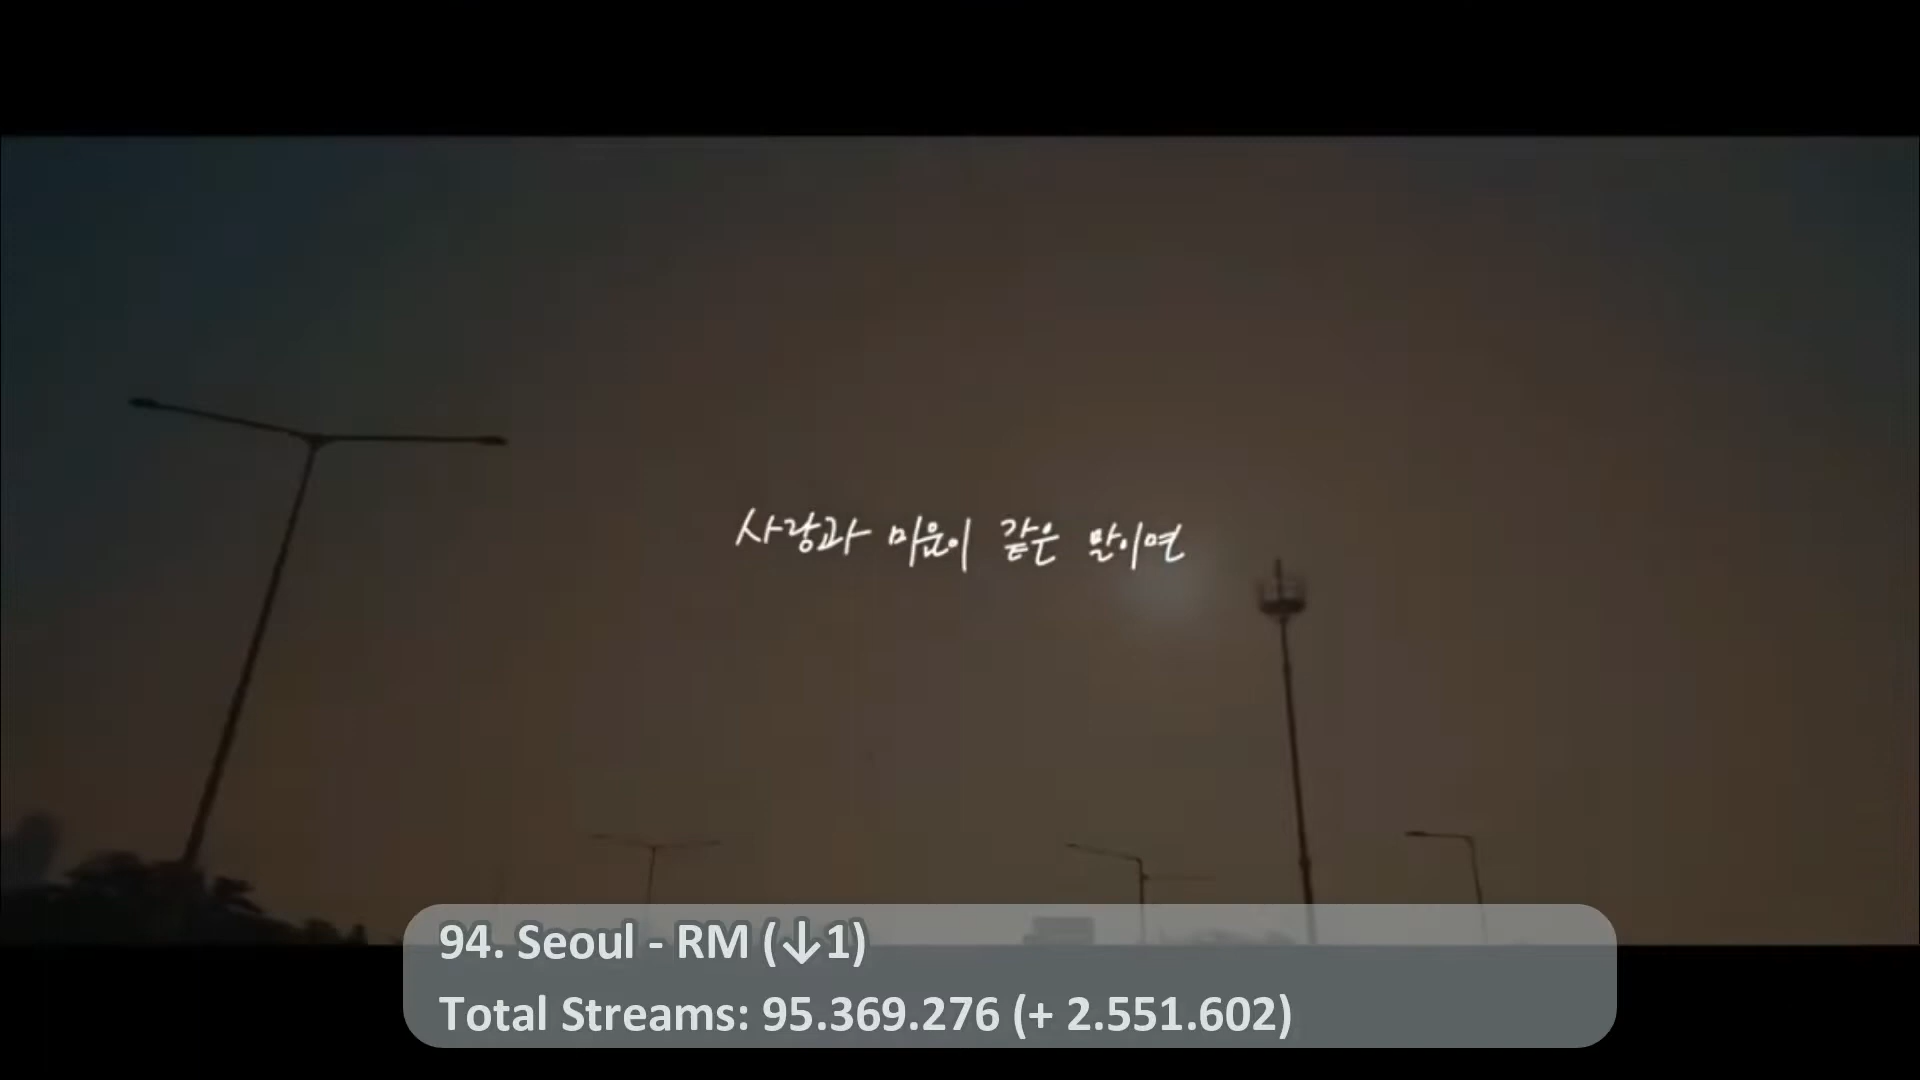 사랑과 미움이 같은 말이면
94. Seoul - RM (↓1)
Total Streams: 95.369.276 (+ 2.551.602)